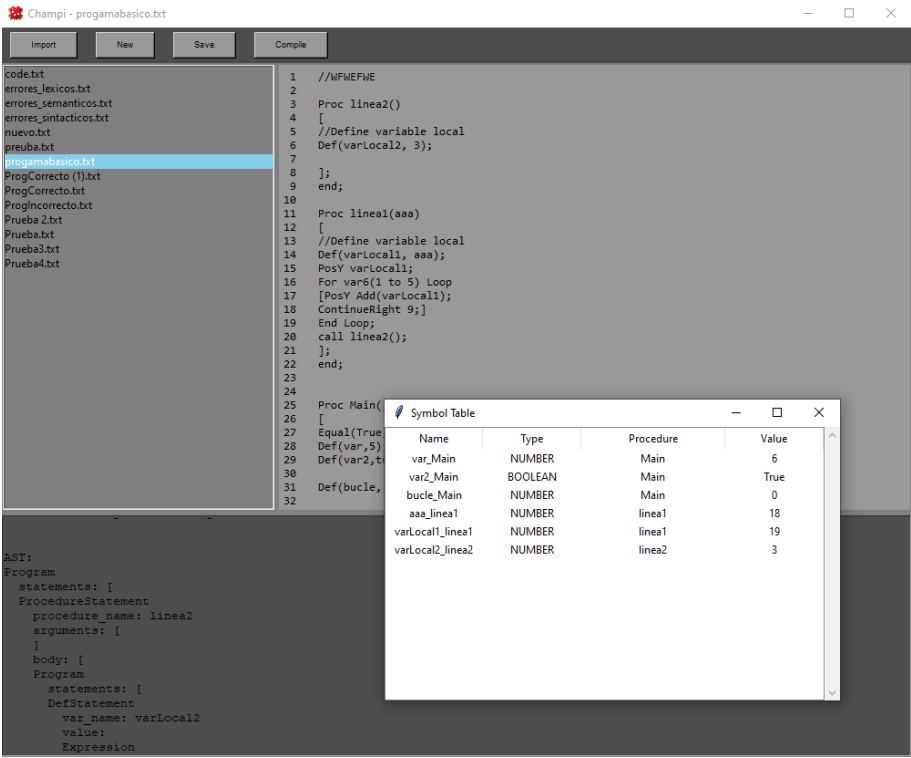 Champi - progamabasico.txt
Import New Save Compile
code.txt
errores_lexicos.txt
errores_semanticos.txt
errores_sintacticos.txt
nuevo.txt
preuba.txt
progamabasico.txt
ProgCorrecto (1).txt
ProgCorrecto.txt
ProgIncorrecto.txt
Prueba 2.txt
Prueba.txt
Prueba3.txt
Prueba4.txt
1 //WFWEFWE
2
3 Proc linea2()
4 [
5 //Define variable local
6 Def(varLocal2, 3);
7
8 ];
9 end;
10
11 Proc linea1(aaa)
12 [
13 //Define variable local
14 Def(varLocal1, aaa);
15 PosY varLocal1;
16 For var6(1 to 5) Loop
17 [PosY Add(varLocal1);
18 ContinueRight 9;]
19 End Loop;
20 call linea2();
21 ];
22 end;
23
24
25 Proc Main(
26 [
27 Equal(True
28 Def(var,5)
29 Def(var2,t
30
31 Def(bucle,
32
Symbol Table
Name Type Procedure Value
var_Main NUMBER Main 6
var2_Main BOOLEAN Main True
bucle_Main NUMBER Main 0
aaa_linea1 NUMBER linea1 18
varLocal1_linea1 NUMBER linea1 19
varLocal2_linea2 NUMBER linea2 3
AST:
Program
statements: [
ProcedureStatement
procedure_name: linea2
arguments: [
]
body: [
Program
statements: [
DefStatement
var_name: varLocal2
value:
Expression